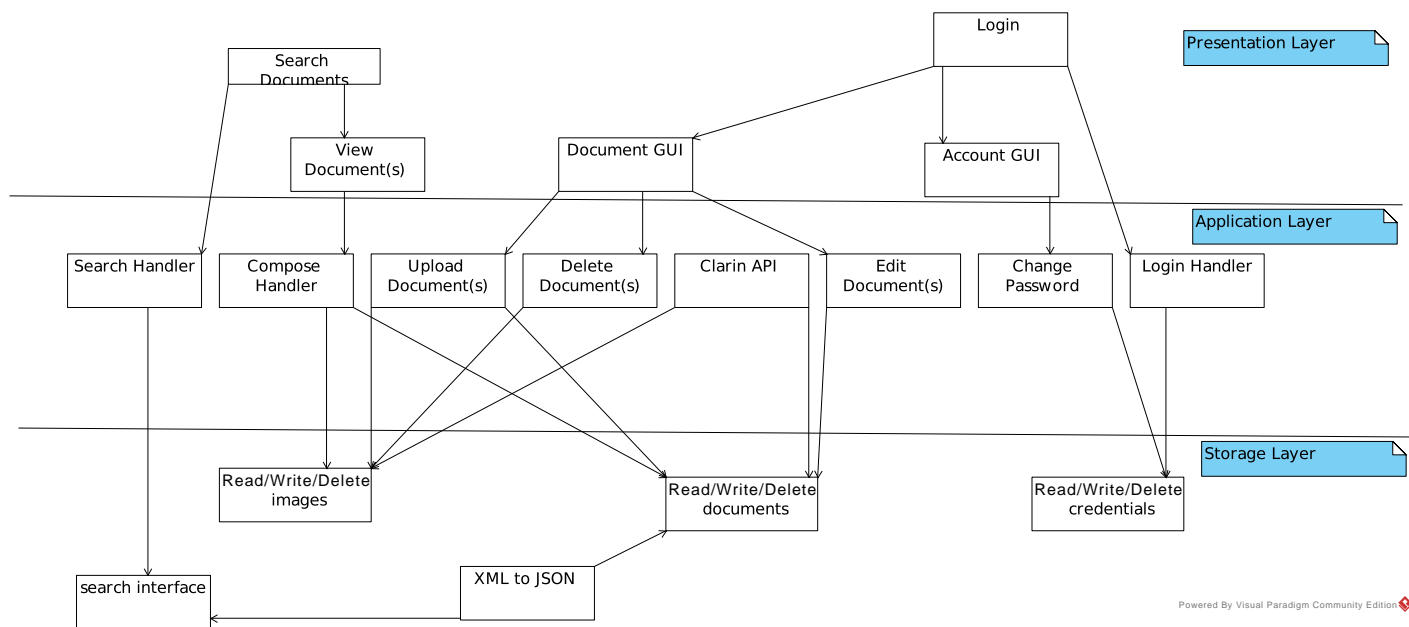 Login
Presentation Layer
Search
Documents
View
Document(s)
Document GUI
Account GUI
Application Layer
Search Handler
Compose
Handler
Upload
Document(s)
Delete
Document(s)
Clarin API
Edit
Document(s)
Change
Password
Login Handler
Storage Layer
Read/Write/Delete
images
Read/Write/Delete
documents
Read/Write/Delete
credentials
XML to JSON
search interface
Powered By Visual Paradigm Community Edition